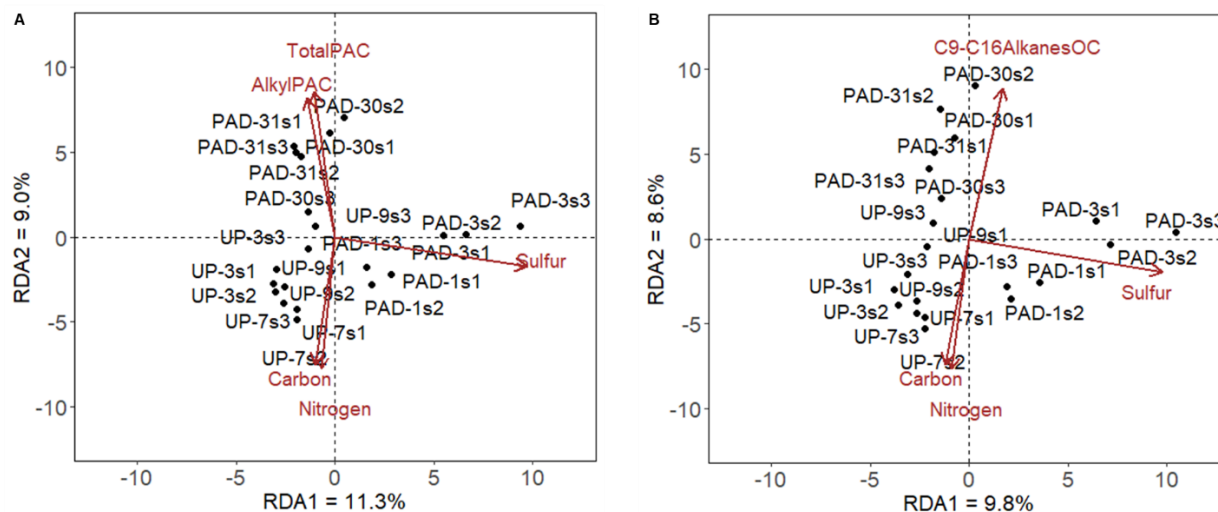 A
TotalPAC
AlkylPAC
PAD-30s2
PAD-31s1
PAD-31s3
PAD-30s1
PAD-31s2
PAD-30s3
UP-9s3
PAD-3s3
PAD-3s2
UP-3s3
PAD-1s3
PAD-3s1
Sulfur
UP-3s1
UP-9s1
PAD-1s1
UP-3s2
UP-9s2
PAD-1s2
UP-7s3
UP-7s1
UP-7s2
Carbon
Nitrogen
10
5
0
-5
-10
RDA2 = 9.0%
-10
-5
0
5
10
RDA1 = 11.3%
B
C9-C16AlkanesOC
PAD-30s2
PAD-31s2
PAD-30s1
PAD-31s1
PAD-31s3
PAD-30s3
UP-9s3
PAD-3s1
PAD-3s3
UP-9s1
PAD-3s2
UP-3s3
PAD-1s3
PAD-1s1
Sulfur
UP-3s1
UP-9s2
UP-3s2
PAD-1s2
UP-7s1
UP-7s3
UP-7s2
Carbon
Nitrogen
10
5
0
-5
-10
RDA2 = 8.6%
-10
-5
0
5
10
RDA1 = 9.8%